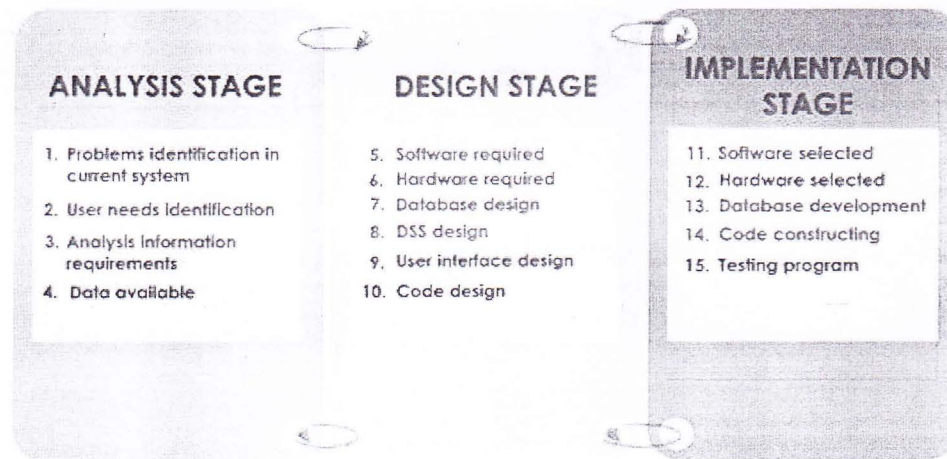 ANALYSIS STAGE
1. Problems identification in
current system
2. User needs identification
3. Analysis information
requirements
4. Data available
DESIGN STAGE
5. Software required
6. Hardware required
7. Database design
8. DSS design
9. User interface design
10. Code design
IMPLEMENTATION
STAGE
11. Software selected
12. Hardware selected
13. Database development
14. Code constructing
15. Testing program